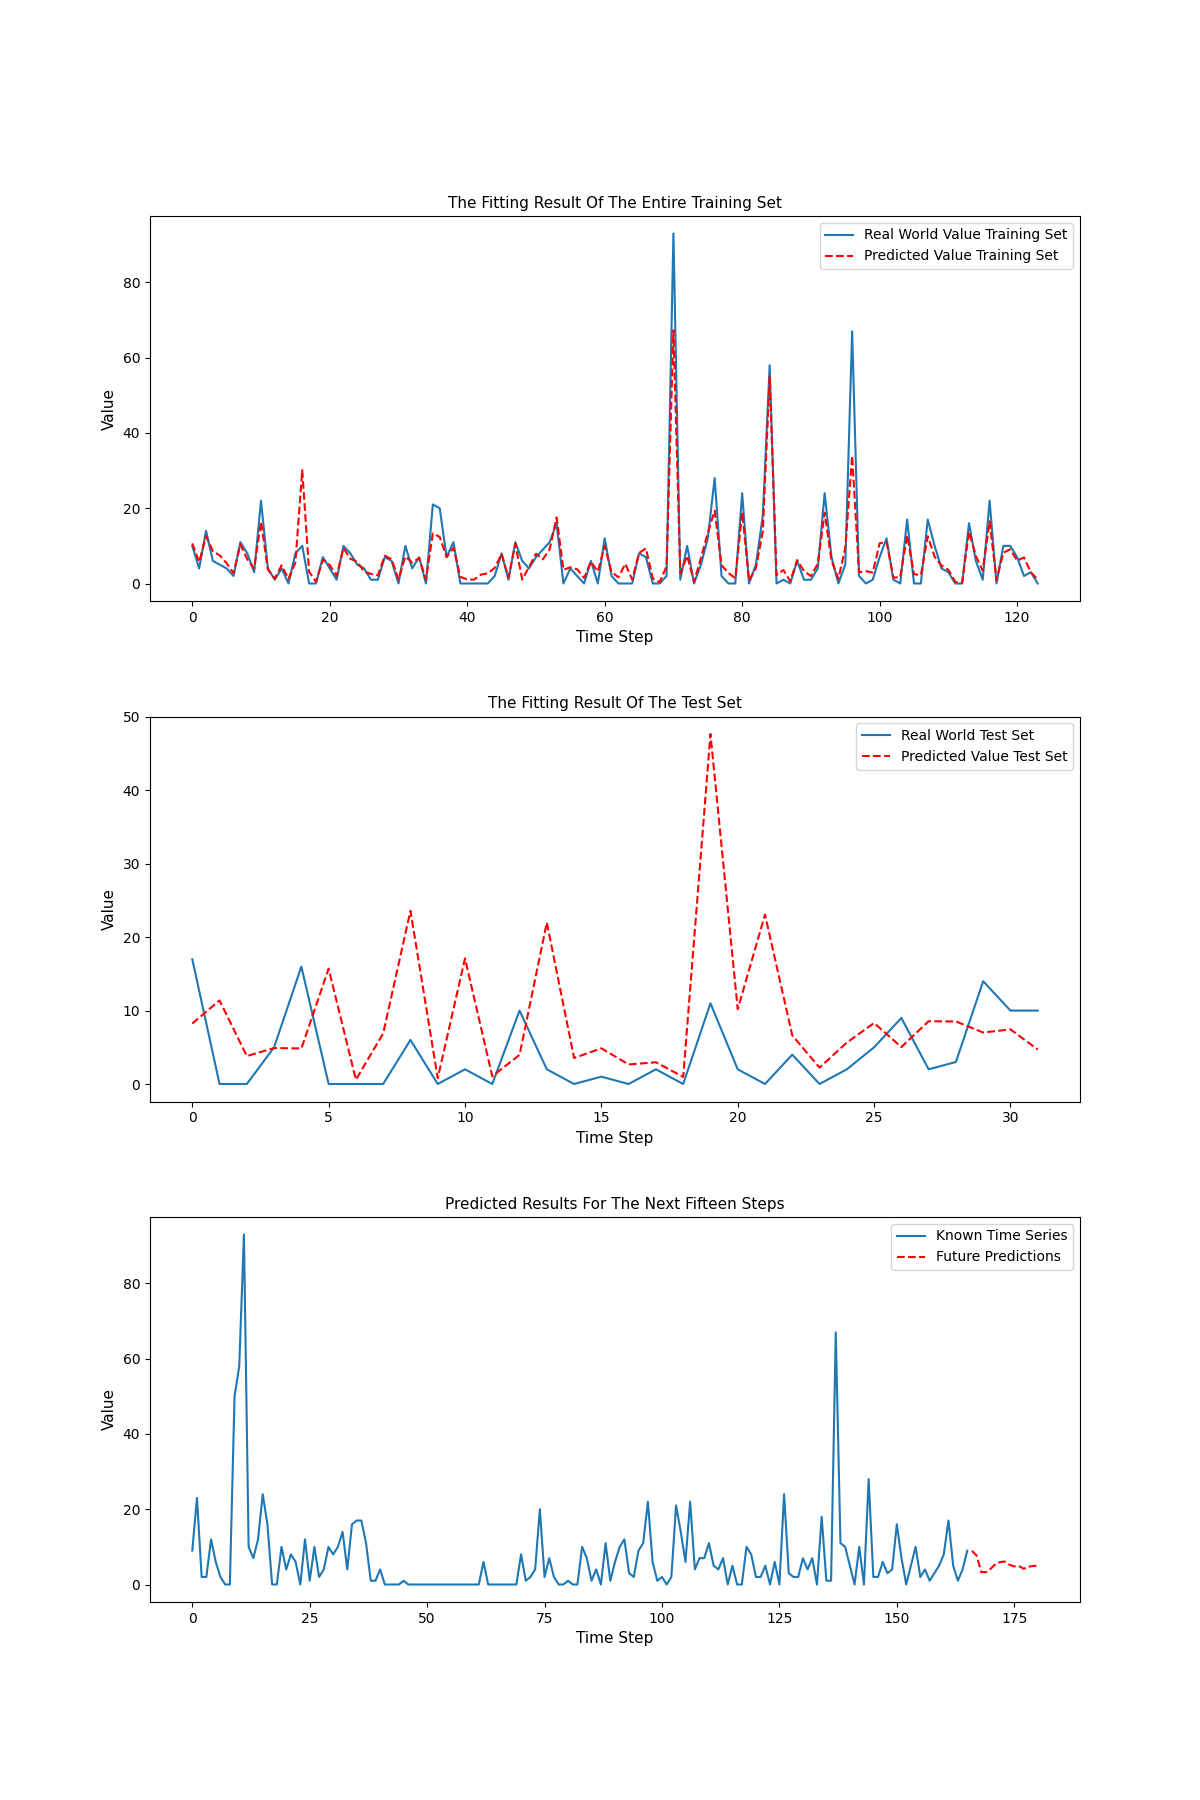 The Fitting Result Of The Entire Training Set
Real World Value Training Set
Predicted Value Training Set
Value
80
60
40
20
0
0 20 40 60 80 100 120
Time Step
The Fitting Result Of The Test Set
Real World Test Set
Predicted Value Test Set
Value
50
40
30
20
10
0
0 5 10 15 20 25 30
Time Step
Predicted Results For The Next Fifteen Steps
Known Time Series
Future Predictions
Value
80
60
40
20
0
0 25 50 75 100 125 150 175
Time Step